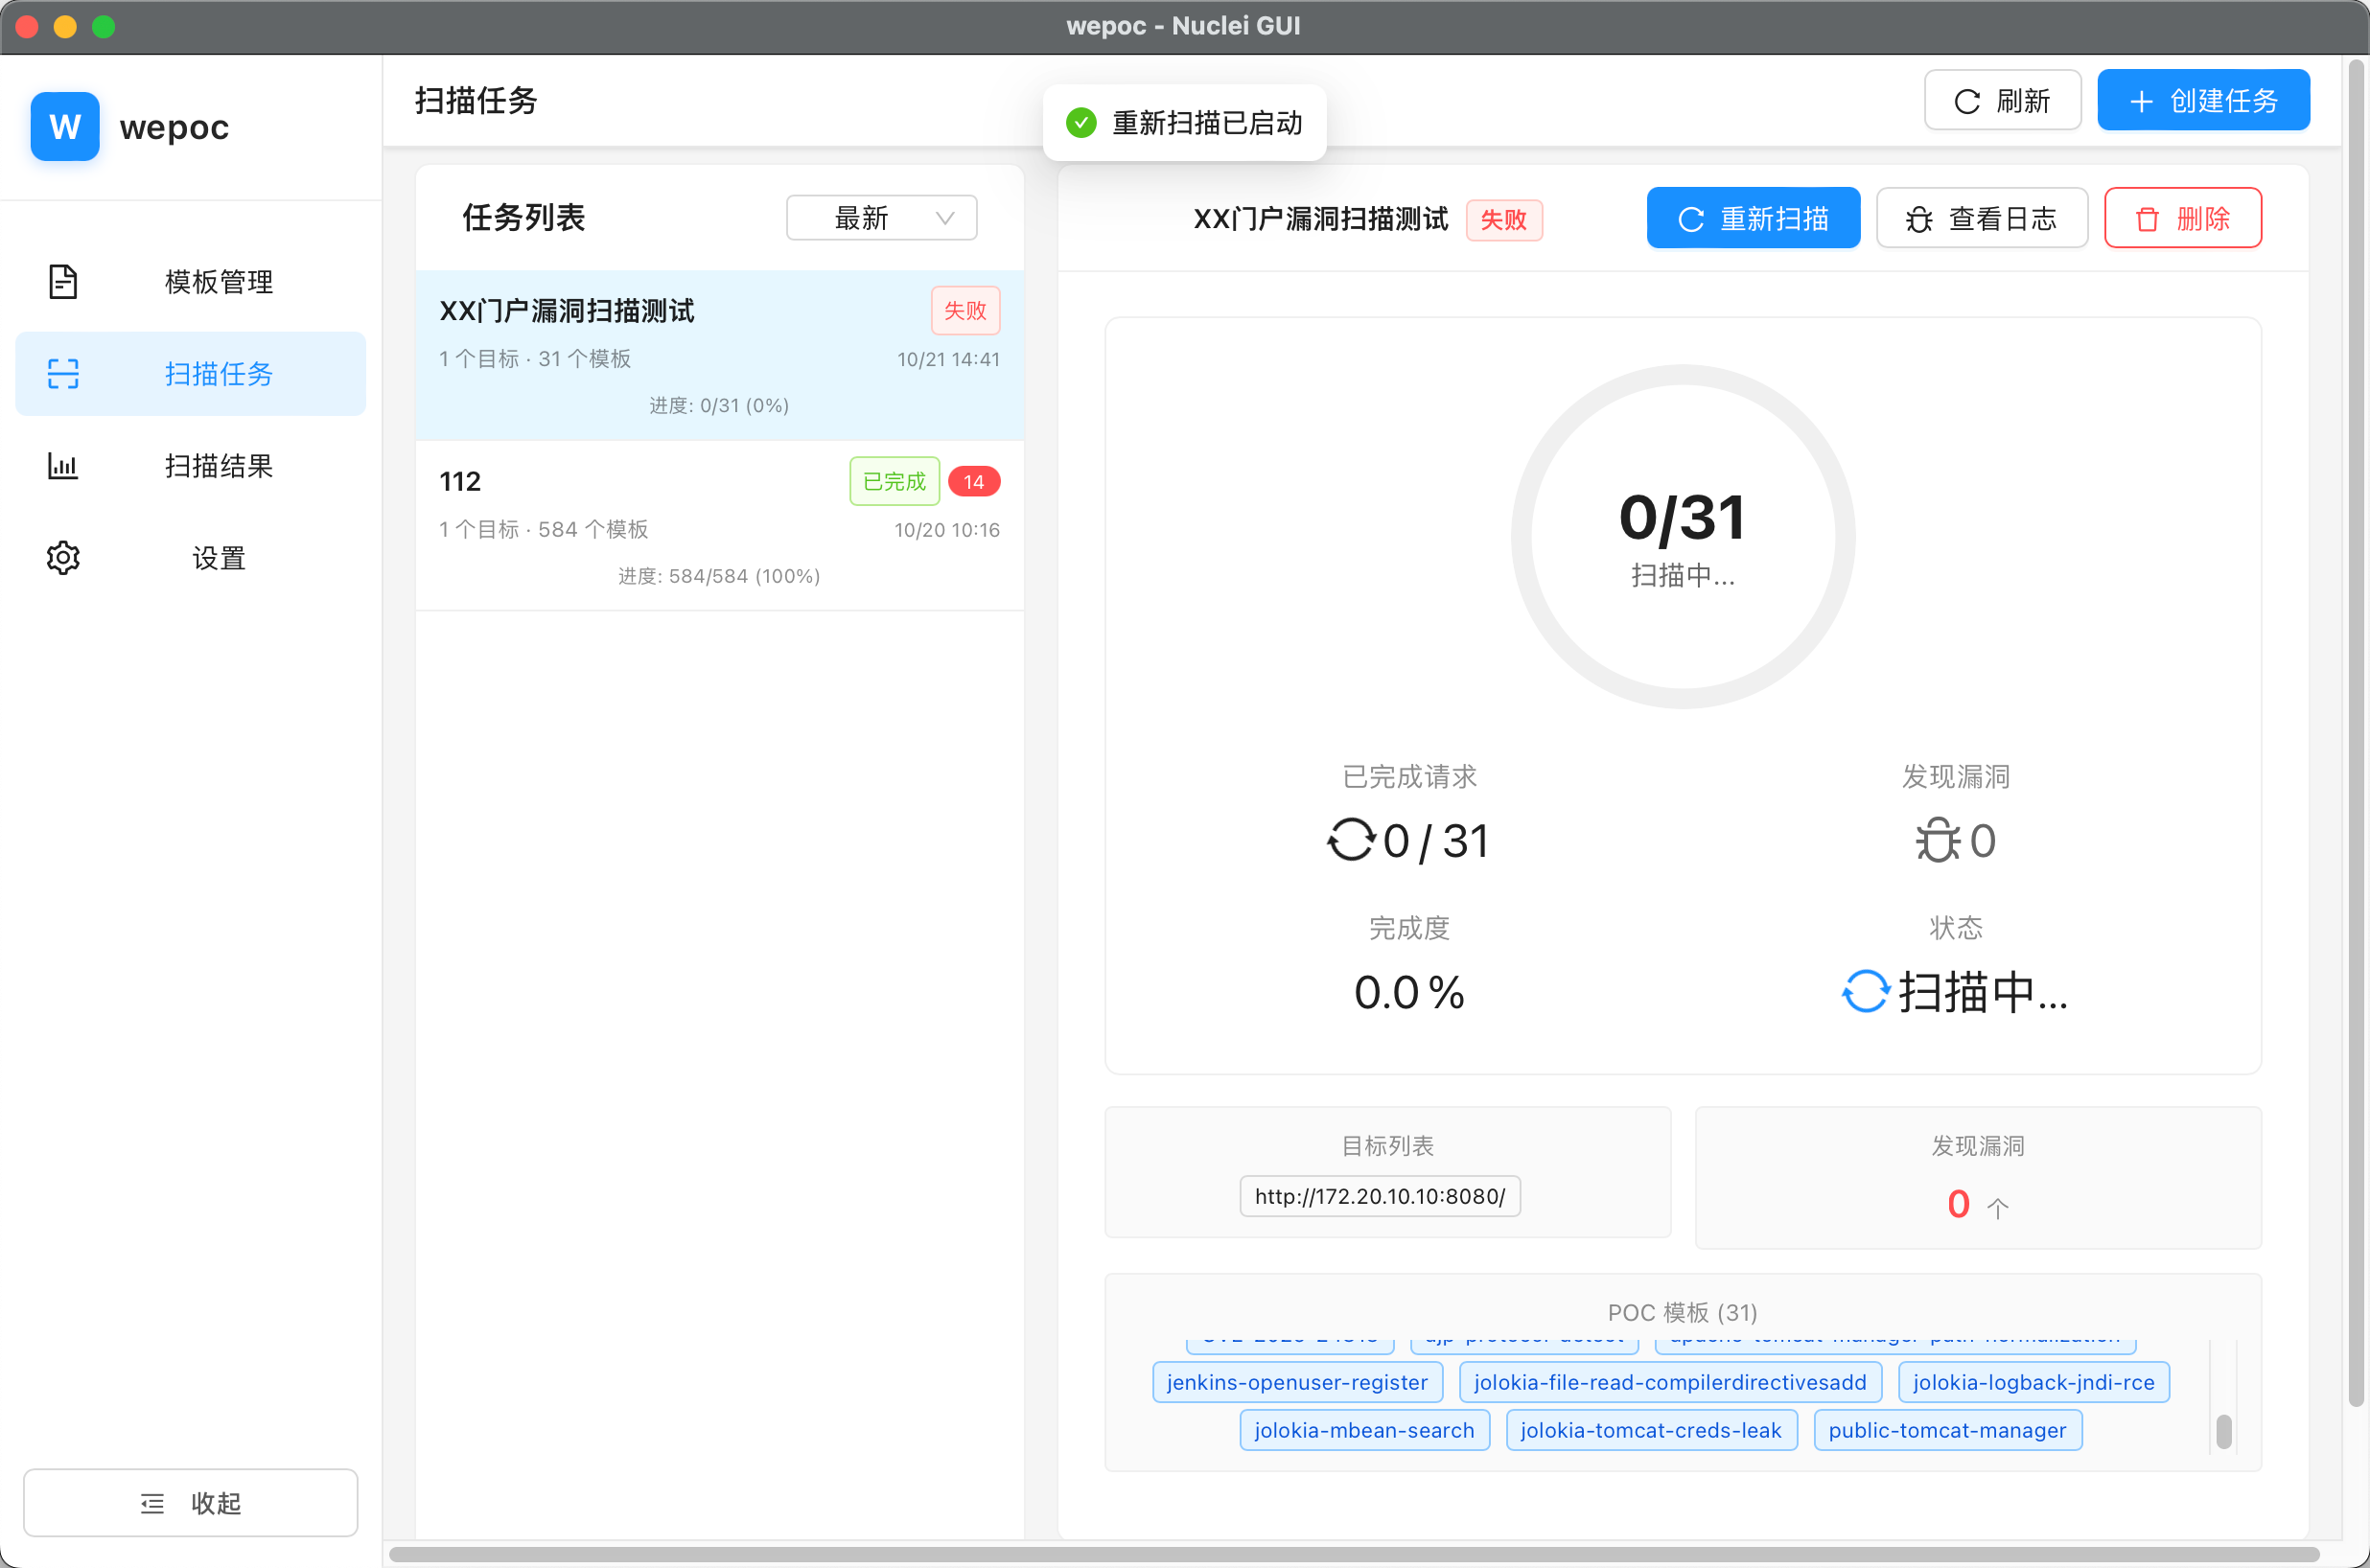 wepoc - Nuclei GUI
W wepoc
模板管理
扫描任务
扫描结果
设置
收起
扫描任务
重新扫描已启动
刷新
+ 创建任务
任务列表
最新
XX门户漏洞扫描测试 失败
1 个目标 · 31 个模板 10/21 14:41
进度: 0/31 (0%)
112 已完成 14
1 个目标 · 584 个模板 10/20 10:16
进度: 584/584 (100%)
XX门户漏洞扫描测试 失败
重新扫描
查看日志
删除
0/31
扫描中...
已完成请求
0 / 31
发现漏洞
0
完成度
0.0 %
状态
扫描中...
目标列表
http://172.20.10.10:8080/
发现漏洞
0 个
POC 模板 (31)
jenkins-openuser-register jolokia-file-read-compilerdirectivesadd jolokia-logback-jndi-rce
jolokia-mbean-search jolokia-tomcat-creds-leak public-tomcat-manager